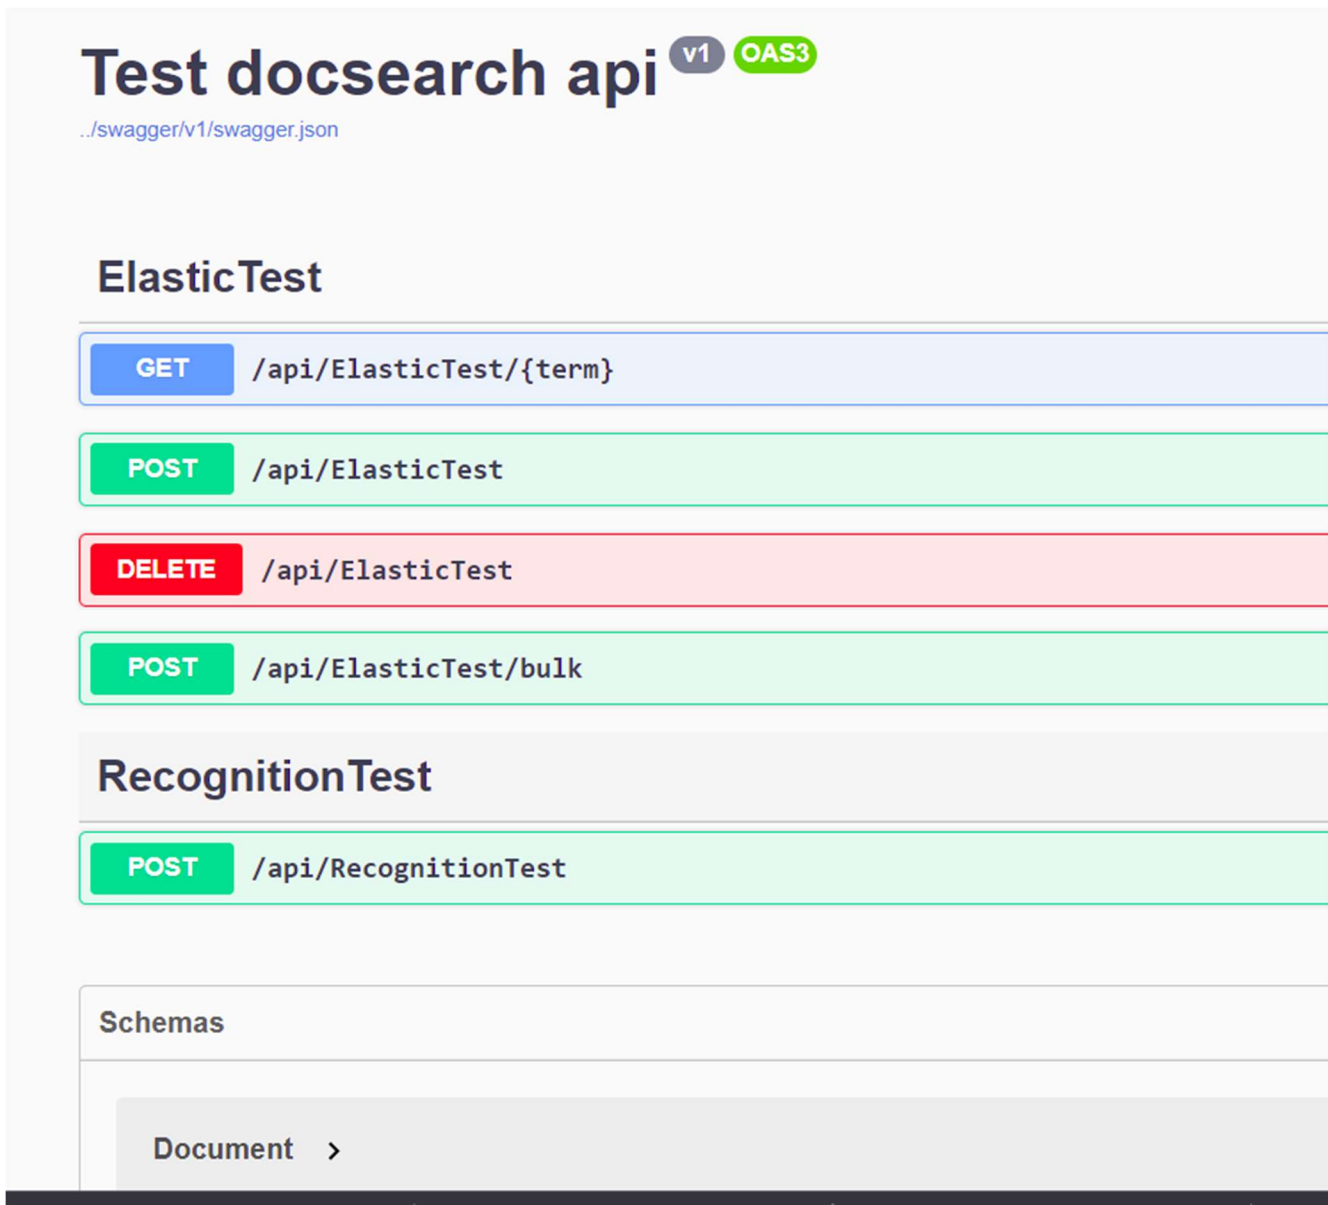 Test docsearch api v1 OAS3
../swagger/v1/swagger.json
ElasticTest
GET /api/ElasticTest/{term}
POST /api/ElasticTest
DELETE /api/ElasticTest
POST /api/ElasticTest/bulk
RecognitionTest
POST /api/RecognitionTest
Schemas
Document